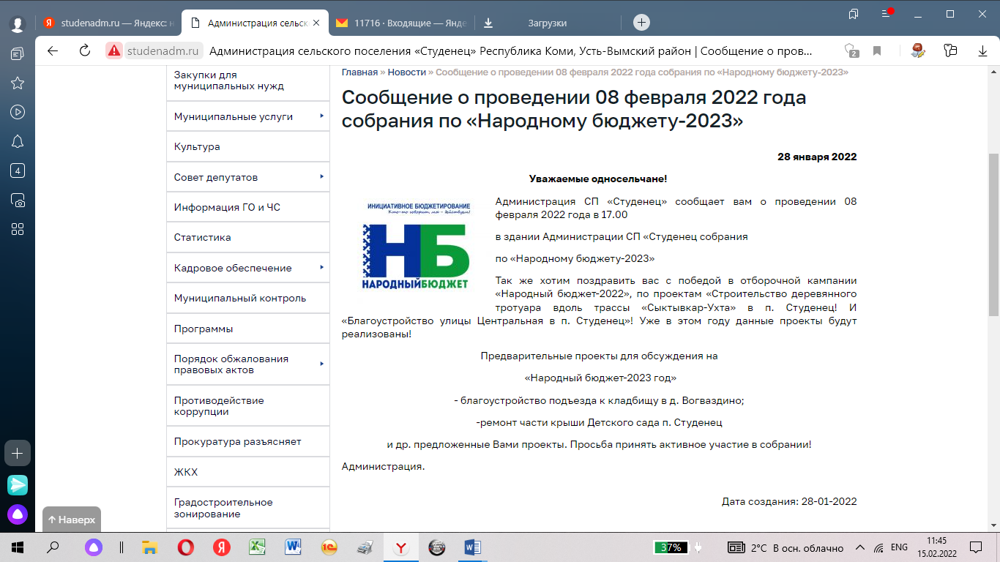 studenadm.ru — Яндекс: н
Администрация сельск
11716 · Входящие — Янде
Загрузки
studenadm.ru Администрация сельского поселения «Студенец» Республика Коми, Усть-Вымский район | Сообщение о пров...
2
4
Закупки для
муниципальных нужд
Муниципальные услуги
Культура
Совет депутатов
Информация ГО и ЧС
Статистика
Кадровое обеспечение
Муниципальный контроль
Программы
Порядок обжалования
правовых актов
Противодействие
коррупции
Прокуратура разъясняет
ЖКХ
Градостроительное
зонирование
Наверх
Главная » Новости » Сообщение о проведении 08 февраля 2022 года собрания по «Народному бюджету-2023»
Сообщение о проведении 08 февраля 2022 года
собрания по «Народному бюджету-2023»
28 января 2022
Уважаемые односельчане!
ИНИЦИАТИВНОЕ БЮДЖЕТИРОВАНИЕ
Кто-то говорит, мы - действуем!
НБ
НАРОДНЫЙБЮДЖЕТ
Администрация СП «Студенец» сообщает вам о проведении 08
февраля 2022 года в 17.00
в здании Администрации СП «Студенец собрания
по «Народному бюджету-2023»
Так же хотим поздравить вас с победой в отборочной кампании
«Народный бюджет-2022», по проектам «Строительство деревянного
тротуара вдоль трассы «Сыктывкар-Ухта» в п. Студенец! И
«Благоустройство улицы Центральная в п. Студенец»! Уже в этом году данные проекты будут
реализованы!
Предварительные проекты для обсуждения на
«Народный бюджет-2023 год»
- благоустройство подъезда к кладбищу в д. Вогваздино;
-ремонт части крыши Детского сада п. Студенец
и др. предложенные Вами проекты. Просьба принять активное участие в собрании!
Администрация.
Дата создания: 28-01-2022
37%
2°C В осн. облачно
ENG
11:45
15.02.2022